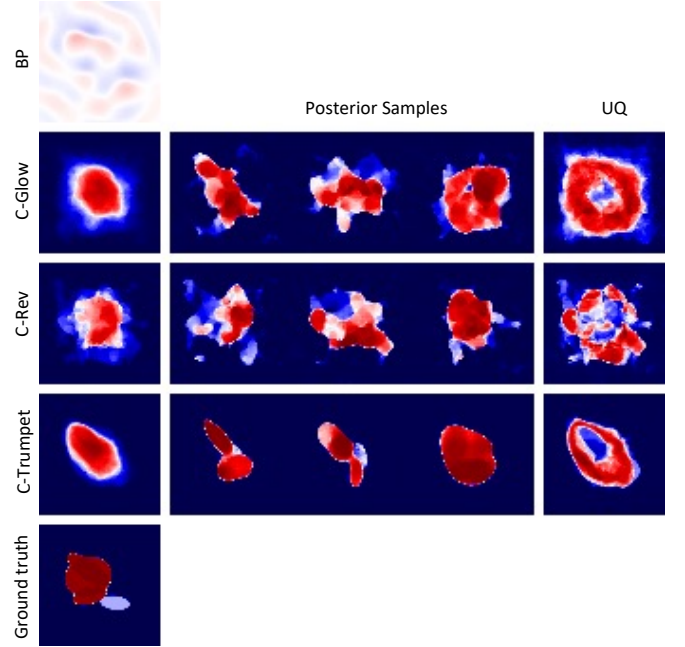 BP
Posterior Samples
UQ
C-Glow
C-Rev
C-Trumpet
Ground truth